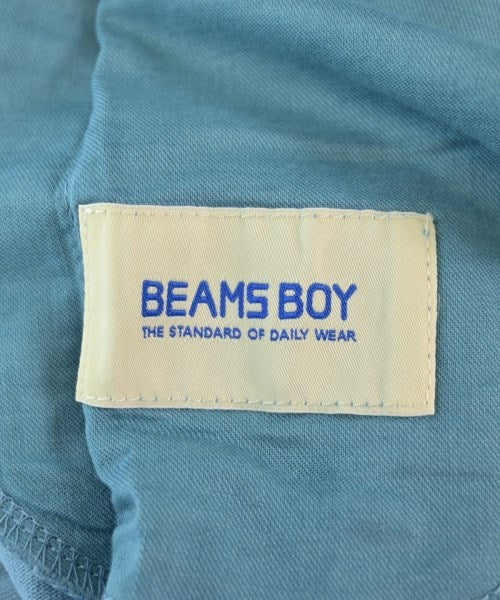 BEAMS BOY
THE STANDARD OF DAILY WEAR